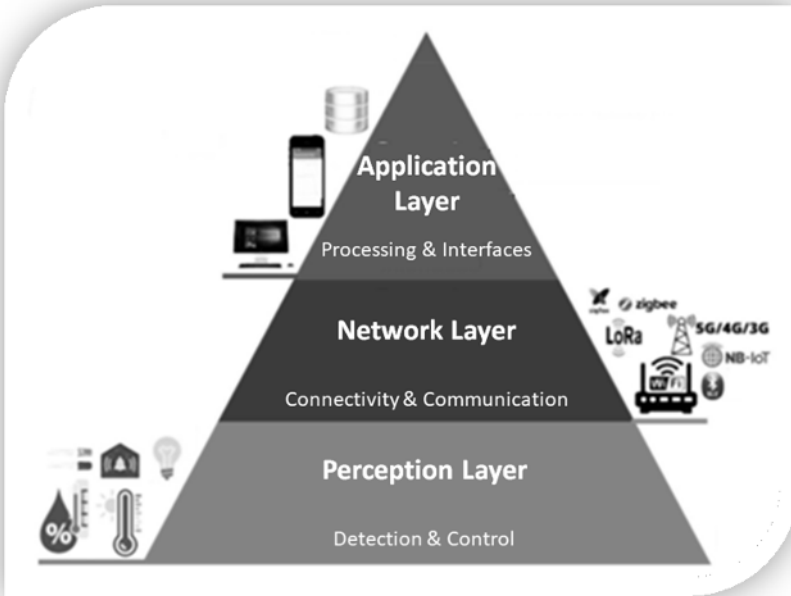 Application
Layer
Processing & Interfaces
zigbee
LoRa
5G/4G/3G
NB-IoT
WiFi
Network Layer
Connectivity & Communication
Perception Layer
%
Detection & Control